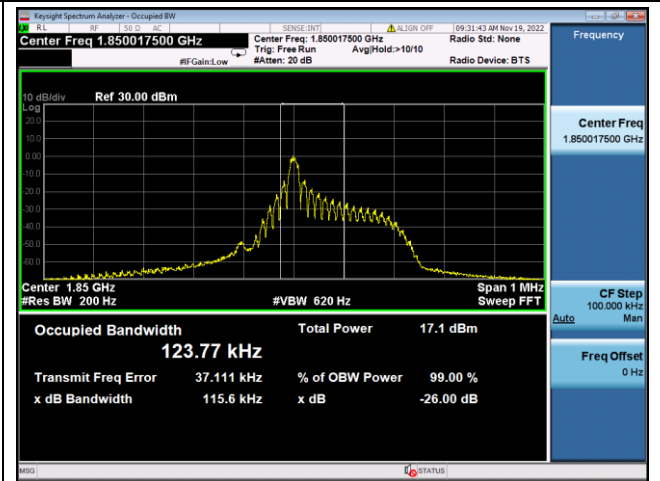 Keysight Spectrum Analyzer - Occupied BW
RL RF 50 Ω AC SENSE:INT ALIGN OFF 09:31:43 AM Nov 19, 2022
Center Freq 1.850017500 GHz Center Freq: 1.850017500 GHz Radio Std: None
Trig: Free Run Avg|Hold:>10/10
#IFGain:Low #Atten: 20 dB Radio Device: BTS
10 dB/div Ref 30.00 dBm
Log
20.0
10.0
0.00
-10.0
-20.0
-30.0
-40.0
-50.0
-60.0
Center 1.85 GHz Span 1 MHz
#Res BW 200 Hz #VBW 620 Hz Sweep FFT
Occupied Bandwidth Total Power 17.1 dBm
123.77 kHz
Transmit Freq Error 37.111 kHz % of OBW Power 99.00 %
x dB Bandwidth 115.6 kHz x dB -26.00 dB
MSG STATUS
Frequency
Center Freq
1.850017500 GHz
CF Step
100.000 kHz
Auto Man
Freq Offset
0 Hz